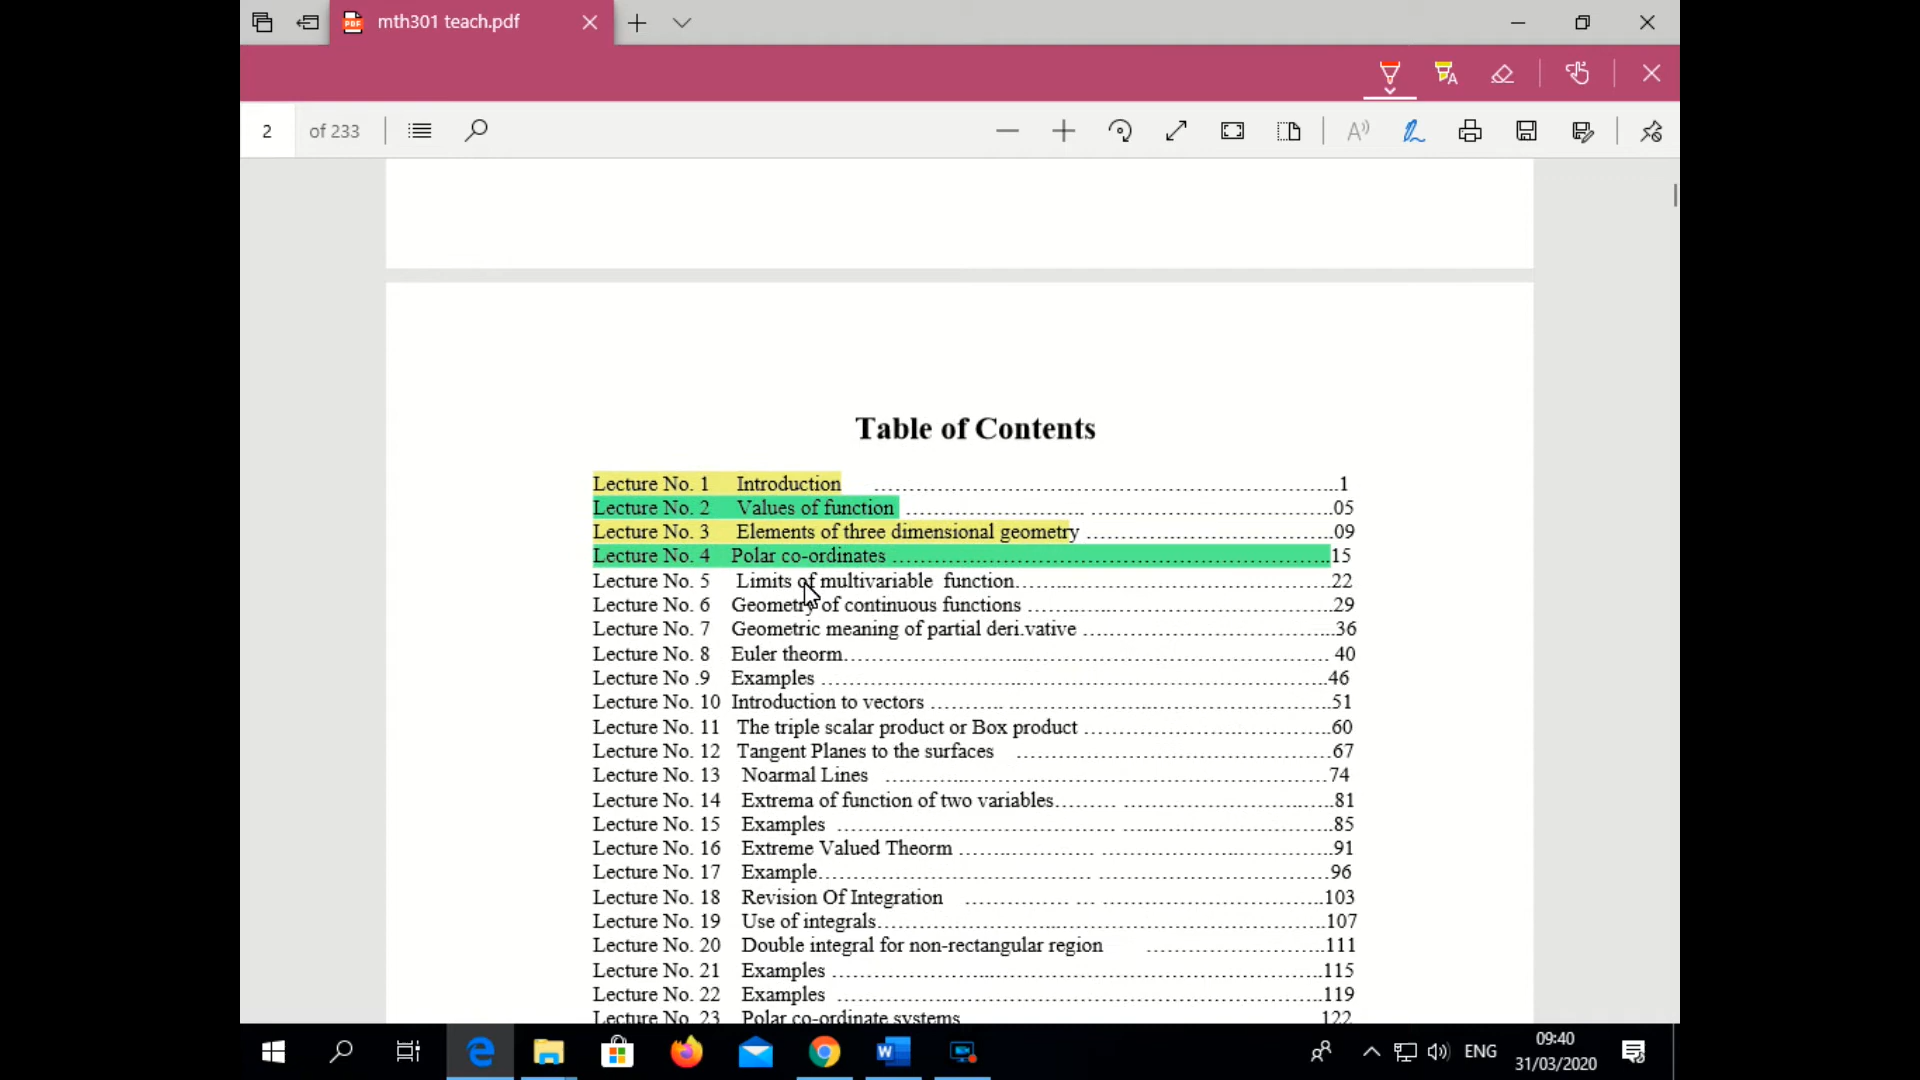 mth301 teach.pdf
2 of 233
Table of Contents
Lecture No. 1 Introduction ........................................................................1
Lecture No. 2 Values of function ........................... .....................................05
Lecture No. 3 Elements of three dimensional geometry ......................................09
Lecture No. 4 Polar co-ordinates ....................................................................15
Lecture No. 5 Limits of multivariable function..................................................22
Lecture No. 6 Geometry of continuous functions ...............................................29
Lecture No. 7 Geometric meaning of partial deri.vative ......................................36
Lecture No. 8 Euler theorm........................................................................... 40
Lecture No .9 Examples ...............................................................................46
Lecture No. 10 Introduction to vectors ........... .................................................51
Lecture No. 11 The triple scalar product or Box product ......................................60
Lecture No. 12 Tangent Planes to the surfaces ................................................67
Lecture No. 13 Noarmal Lines ....................................................................74
Lecture No. 14 Extrema of function of two variables......... ................................81
Lecture No. 15 Examples ........................................... ................................85
Lecture No. 16 Extreme Valued Theorm ..................... ...................................91
Lecture No. 17 Example.......................................... ...................................96
Lecture No. 18 Revision Of Integration ................ ... ...................................103
Lecture No. 19 Use of integrals.....................................................................107
Lecture No. 20 Double integral for non-rectangular region ...........................111
Lecture No. 21 Examples ...........................................................................115
Lecture No. 22 Examples ...........................................................................119
Lecture No. 23 Polar co-ordinate systems 122
ENG
09:40
31/03/2020